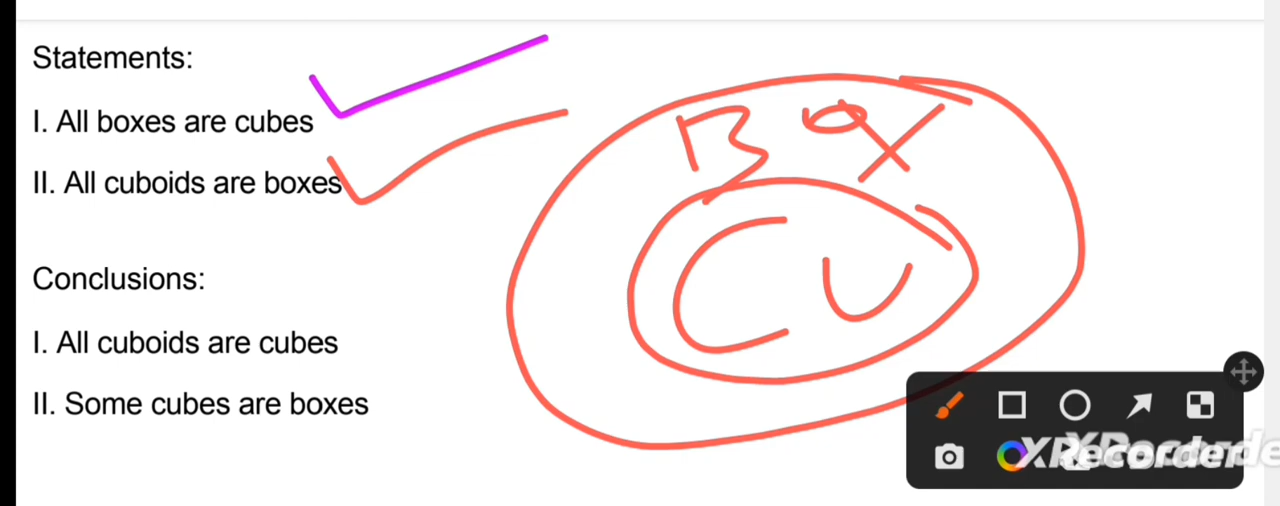 Statements:
I. All boxes are cubes
II. All cuboids are boxes
Conclusions:
I. All cuboids are cubes
II. Some cubes are boxes
Box
CU
XRecorder